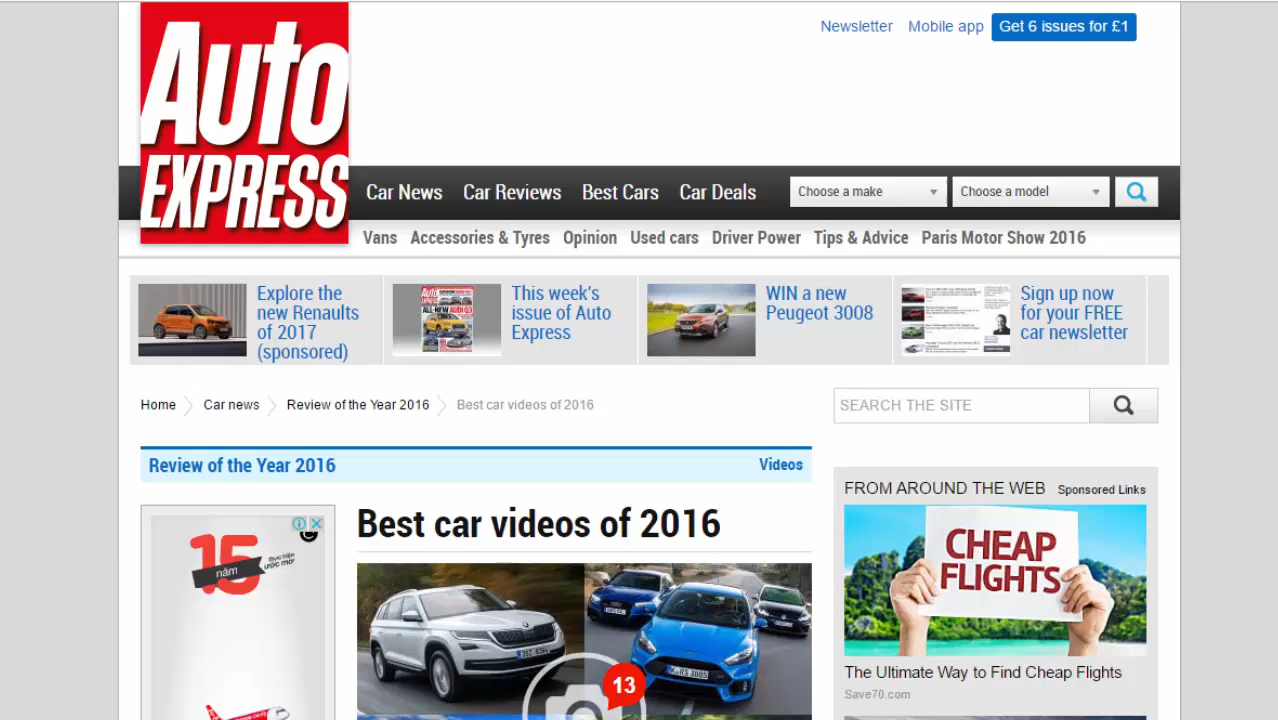 Auto
EXPRESS
Newsletter Mobile app Get 6 issues for £1
Car News Car Reviews Best Cars Car Deals Choose a make Choose a model
Vans Accessories & Tyres Opinion Used cars Driver Power Tips & Advice Paris Motor Show 2016
Explore the
new Renaults
of 2017
(sponsored)
This week's
issue of Auto
Express
WIN a new
Peugeot 3008
Sign up now
for your FREE
car newsletter
Home Car news Review of the Year 2016 Best car videos of 2016
SEARCH THE SITE
Review of the Year 2016 Videos
FROM AROUND THE WEB Sponsored Links
15
năm
thực hiện
ước mơ
Best car videos of 2016
CHEAP
FLIGHTS
13
The Ultimate Way to Find Cheap Flights
Save70.com